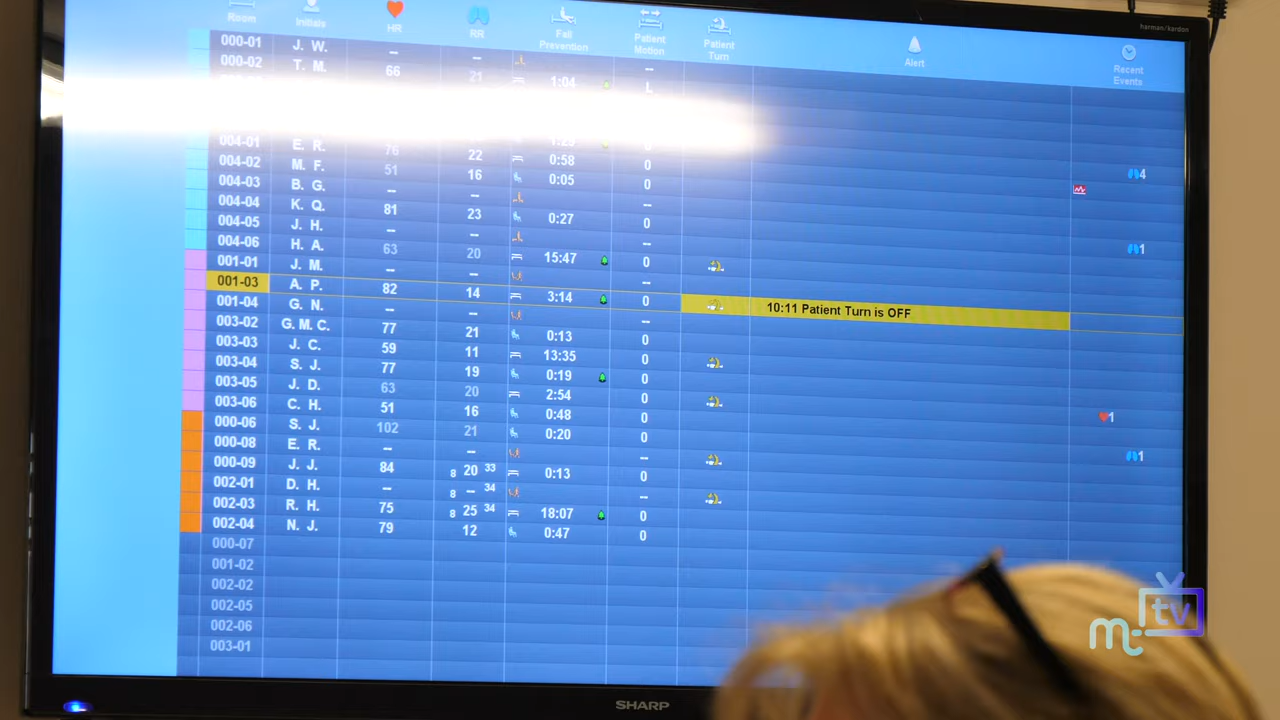 harman/kardon
Room Initials HR RR Fall Prevention Patient Motion Patient Turn Alert Recent Events
000-01 J. W. -- -- --
000-02 T. M. 66 21 1:04 L
4
004-01 E. R. 76 22 0:58 0
004-02 M. F. 51 16 0:05 0
004-03 B. G. -- -- --
004-04 K. Q. 81 23 0:27 0 1
004-05 J. H. -- -- --
004-06 H. A. 63 20 15:47 0
001-01 J. M. -- -- --
001-03 A. P. 82 14 3:14 0 10:11 Patient Turn is OFF
001-04 G. N. -- -- --
003-02 G. M. C. 77 21 0:13 0
003-03 J. C. 59 11 13:35 0
003-04 S. J. 77 19 0:19 0
003-05 J. D. 63 20 2:54 0 1
003-06 C. H. 51 16 0:48 0
000-06 S. J. 102 21 0:20 0 1
000-08 E. R. -- -- --
000-09 J. J. 84 8 20 33 0:13 0
002-01 D. H. -- 8 -- 34 --
002-03 R. H. 75 8 25 34 18:07 0
002-04 N. J. 79 12 0:47 0
000-07
001-02
002-02
002-05
002-06
003-01
SHARP
m. tv